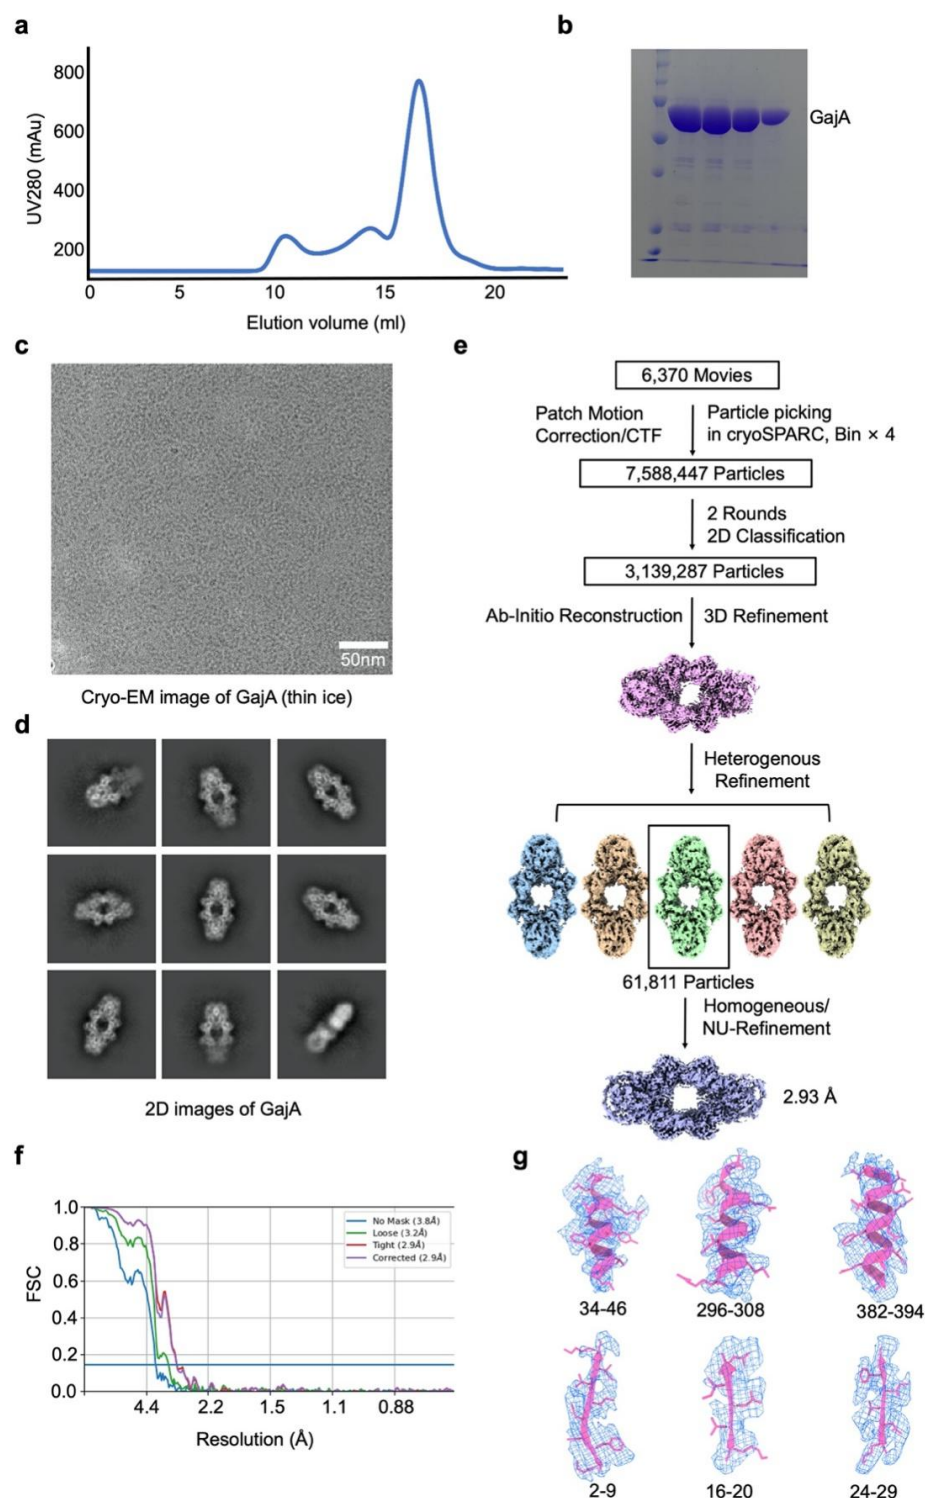 a
800
600
400
200
UV280 (mAu)
0 5 10 15 20
Elution volume (ml)
b
GajA
c
50nm
Cryo-EM image of GajA (thin ice)
d
2D images of GajA
e
6,370 Movies
Patch Motion
Correction/CTF
Particle picking
in cryoSPARC, Bin × 4
7,588,447 Particles
2 Rounds
2D Classification
3,139,287 Particles
Ab-Initio Reconstruction
3D Refinement
Heterogenous
Refinement
61,811 Particles
Homogeneous/
NU-Refinement
2.93 Å
f
1.0
0.8
0.6
0.4
0.2
0.0
FSC
No Mask (3.8Å)
Loose (3.2Å)
Tight (2.9Å)
Corrected (2.9Å)
4.4 2.2 1.5 1.1 0.88
Resolution (Å)
g
34-46 296-308 382-394
2-9 16-20 24-29